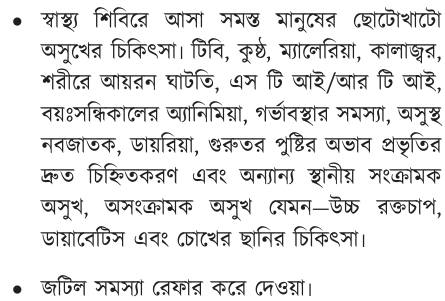 • স্বাস্থ্য শিবিরে আসা সমস্ত মানুষের ছোটোখাটো
অসুখের চিকিৎসা। টিবি, কুষ্ঠ, ম্যালেরিয়া, কালাজ্বর,
শরীরে আয়রন ঘাটতি, এস টি আই/আর টি আই,
বয়ঃসন্ধিকালের অ্যানিমিয়া, গর্ভাবস্থার সমস্যা, অসুস্থ
নবজাতক, ডায়রিয়া, গুরুতর পুষ্টির অভাব প্রভৃতির
দ্রুত চিহ্নিতকরণ এবং অন্যান্য স্থানীয় সংক্রামক
অসুখ, অসংক্রামক অসুখ যেমন—উচ্চ রক্তচাপ,
ডায়াবেটিস এবং চোখের ছানির চিকিৎসা।
• জটিল সমস্যা রেফার করে দেওয়া।